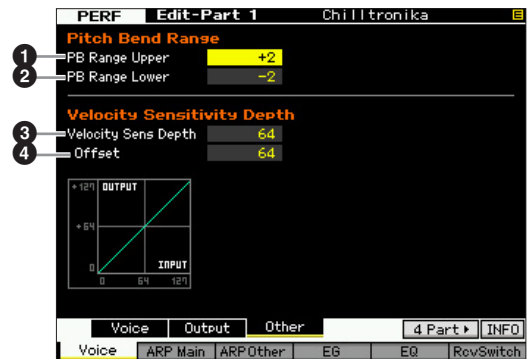 PERF Edit-Part 1 Chilltronika E
Pitch Bend Range
1 PB Range Upper +2
2 PB Range Lower -2
Velocity Sensitivity Depth
3 Velocity Sens Depth 64
4 Offset 64
+127 OUTPUT
+64
0 INPUT
0 64 127
Voice Output Other 4 Part INFO
Voice ARP Main ARP Other EG EQ RcvSwitch